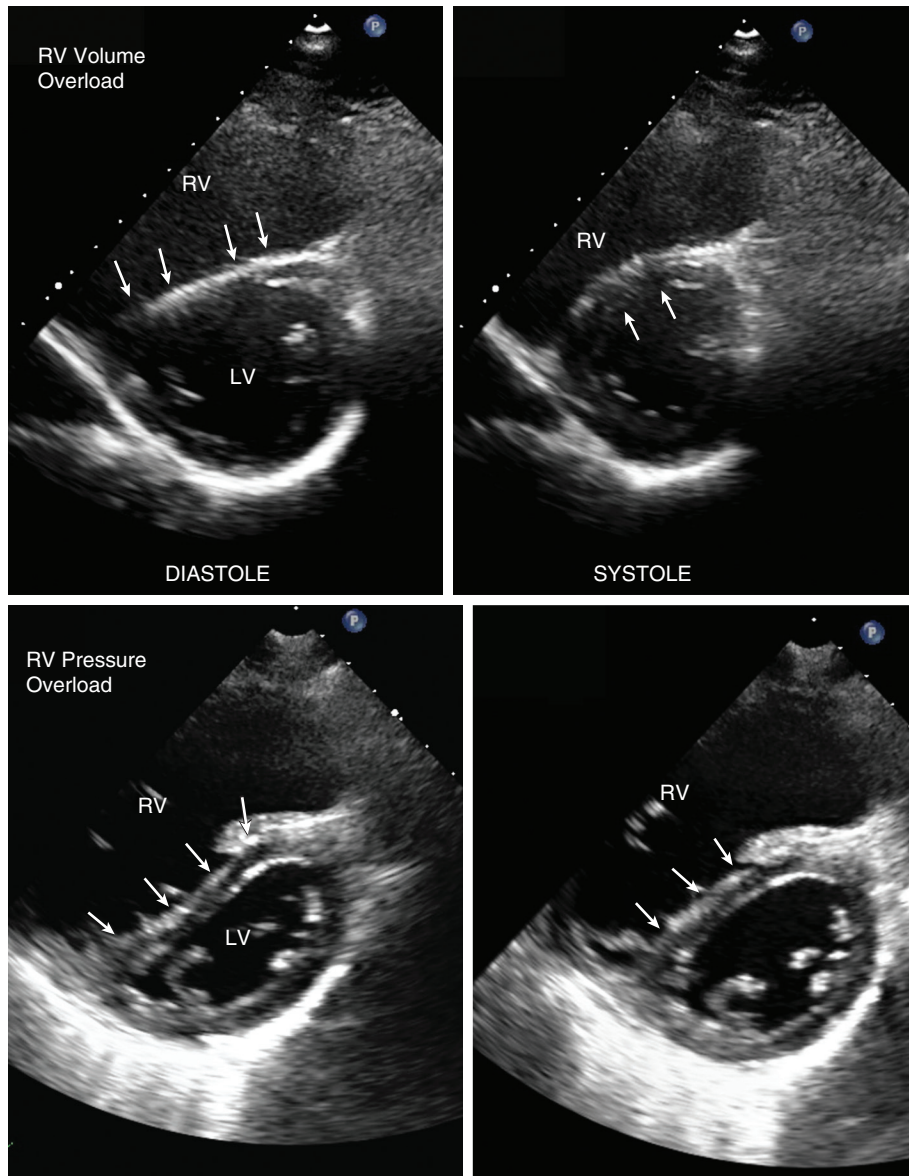 RV Volume
Overload
P
P
RV
RV
LV
DIASTOLE
SYSTOLE
RV Pressure
Overload
P
P
RV
RV
LV